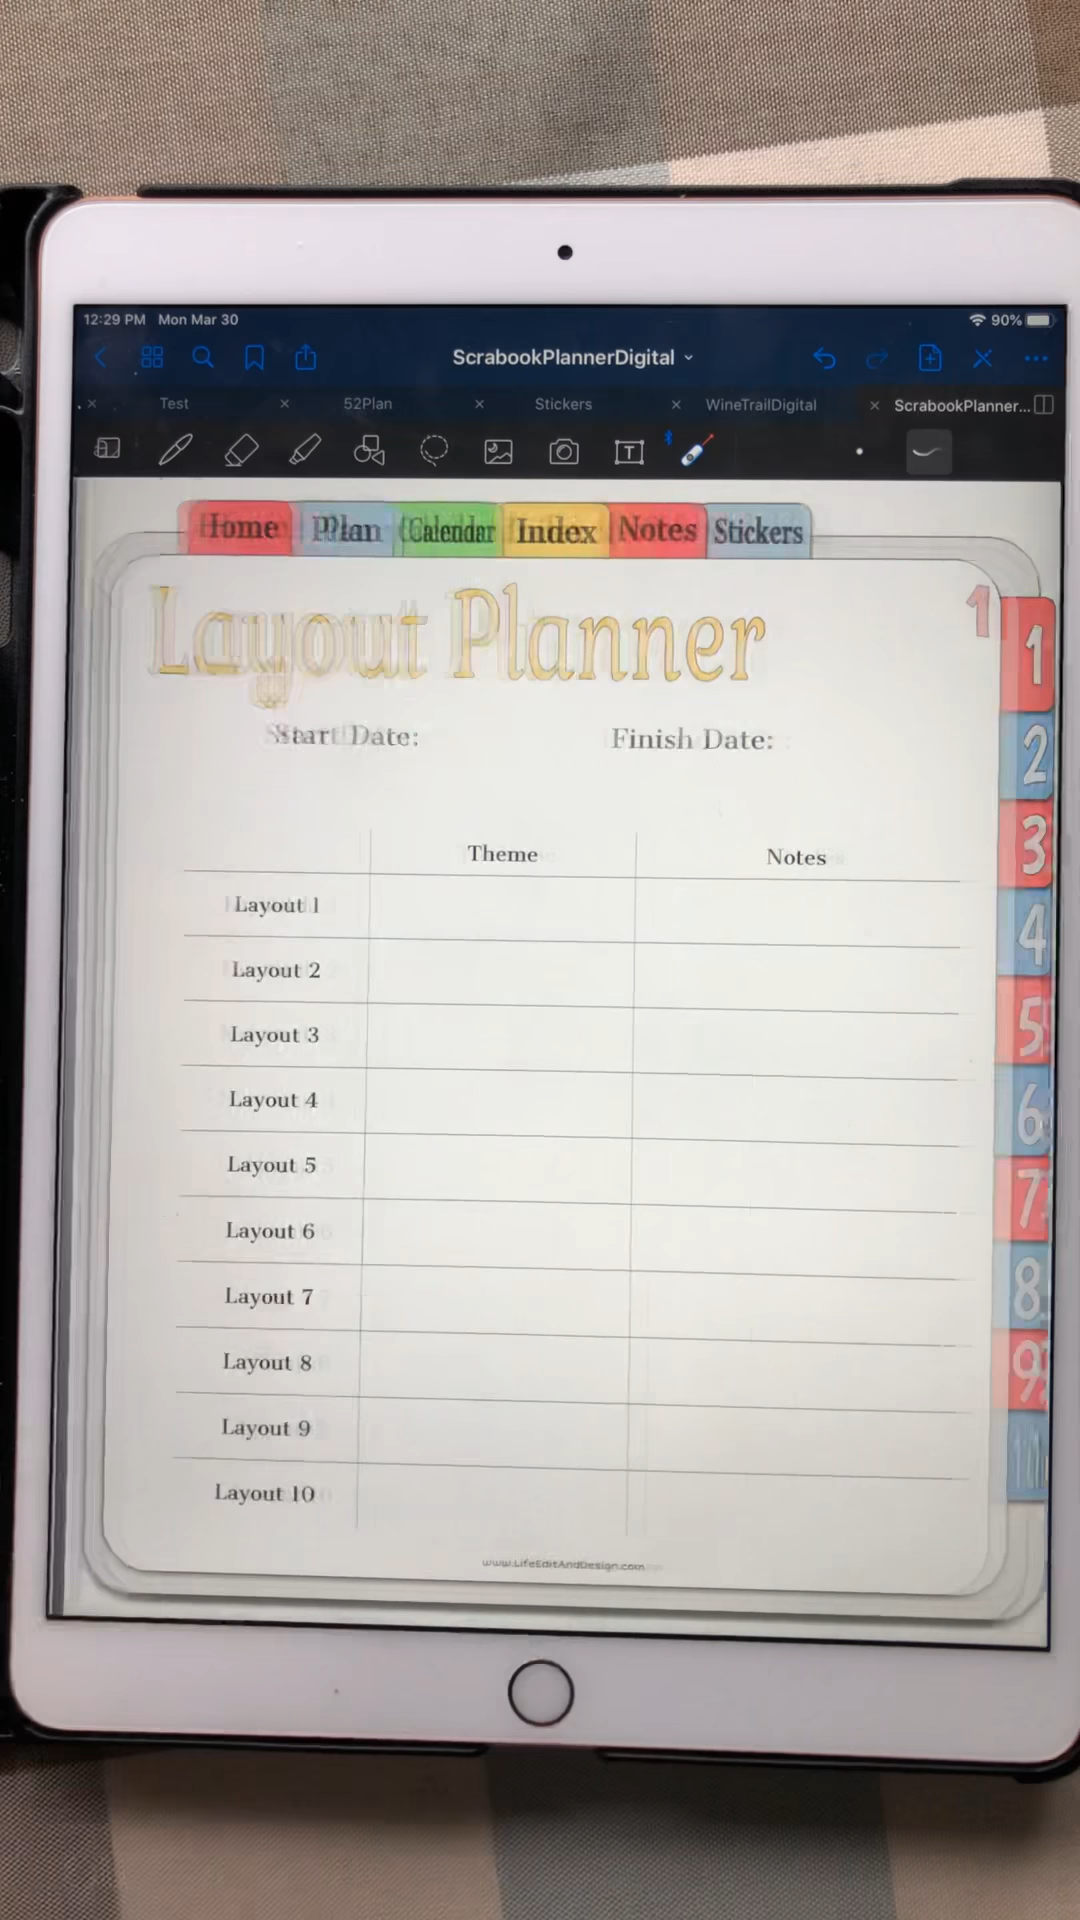 12:29 PM Mon Mar 30 90%
ScrabookPlannerDigital
Test 52Plan Stickers WineTrailDigital ScrabookPlanner...
T
Home Plan Calendar Index Notes Stickers
Layout Planner 1
Start Date: Finish Date:
Theme Notes
Layout 1
Layout 2
Layout 3
Layout 4
Layout 5
Layout 6
Layout 7
Layout 8
Layout 9
Layout 10
www.LifeEditAndDesign.com
1
2
3
4
5
6
7
8
9
10